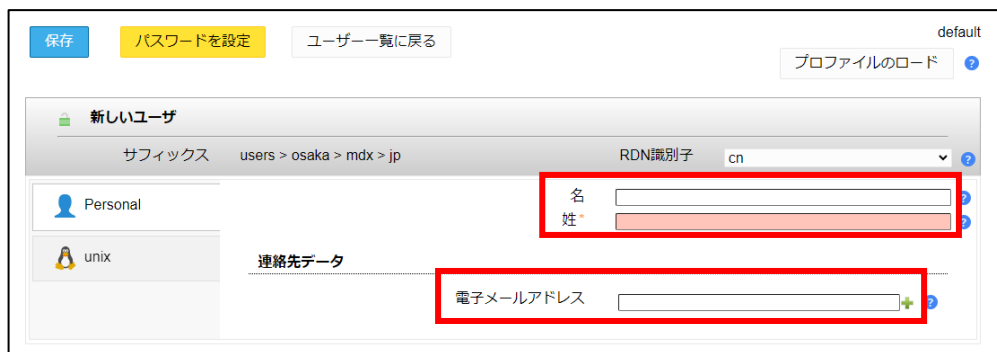 保存 パスワードを設定 ユーザー一覧に戻る default
プロファイルのロード ?
新しいユーザ
サフィックス users > osaka > mdx > jp RDN識別子 cn ?
Personal 名 ?
姓* ?
unix
連絡先データ
電子メールアドレス ?